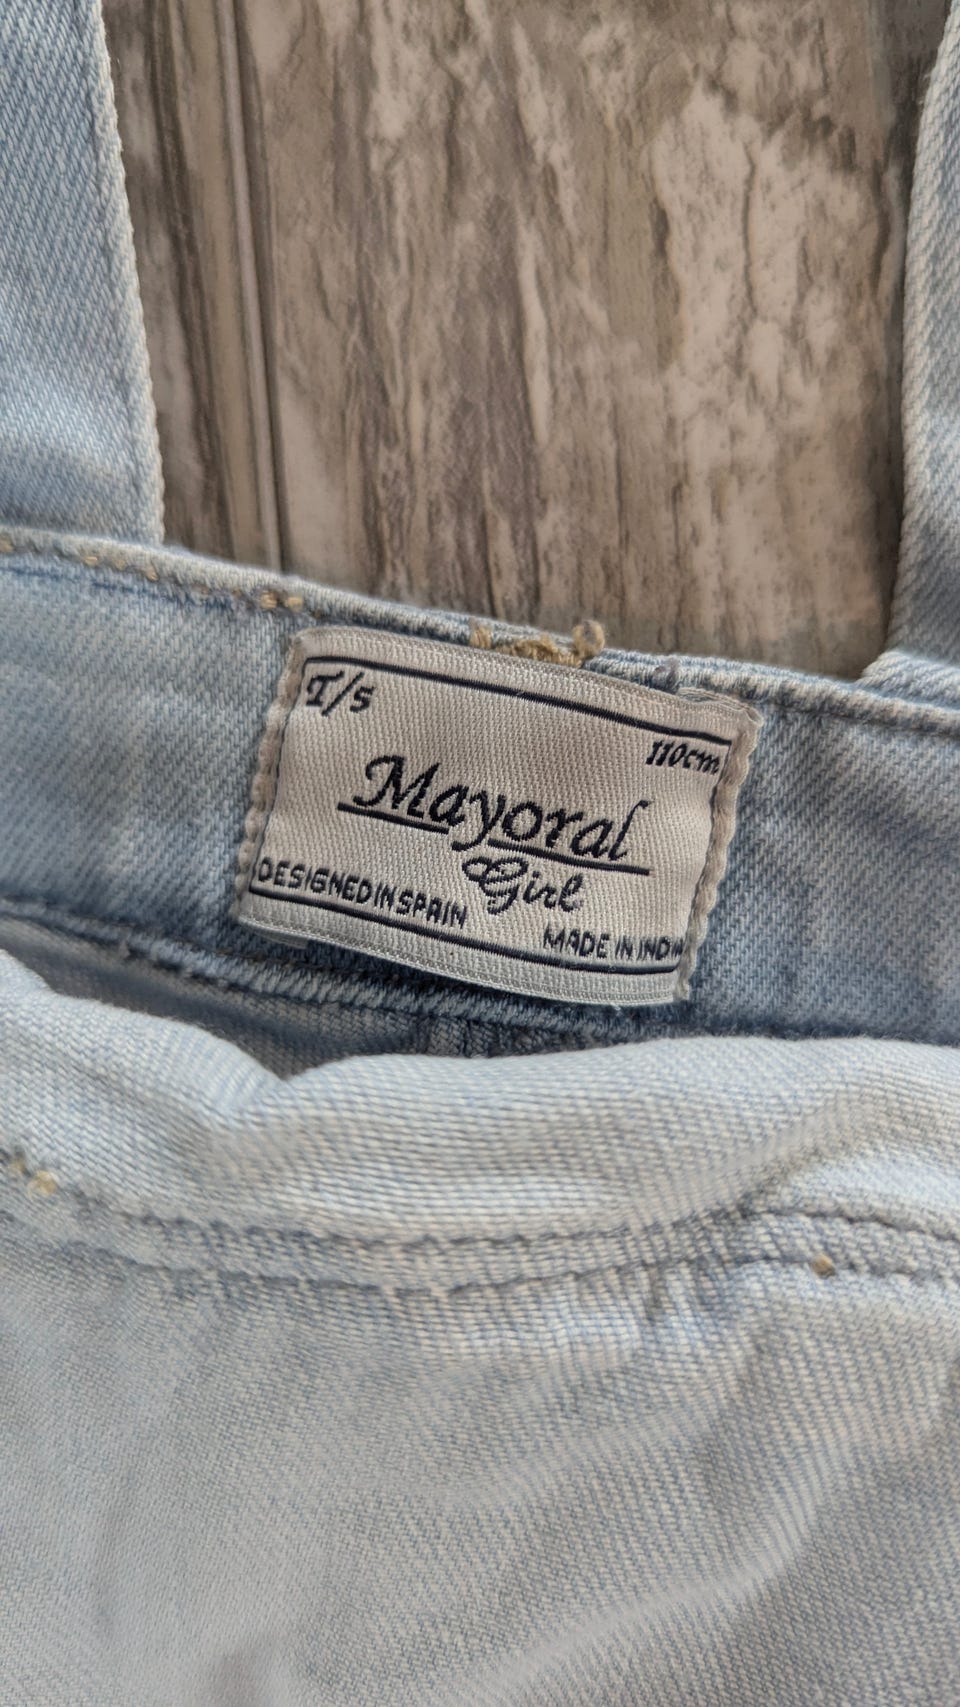 T/5
110cm
Mayoral
Girl
DESIGNED IN SPAIN
MADE IN INDIA